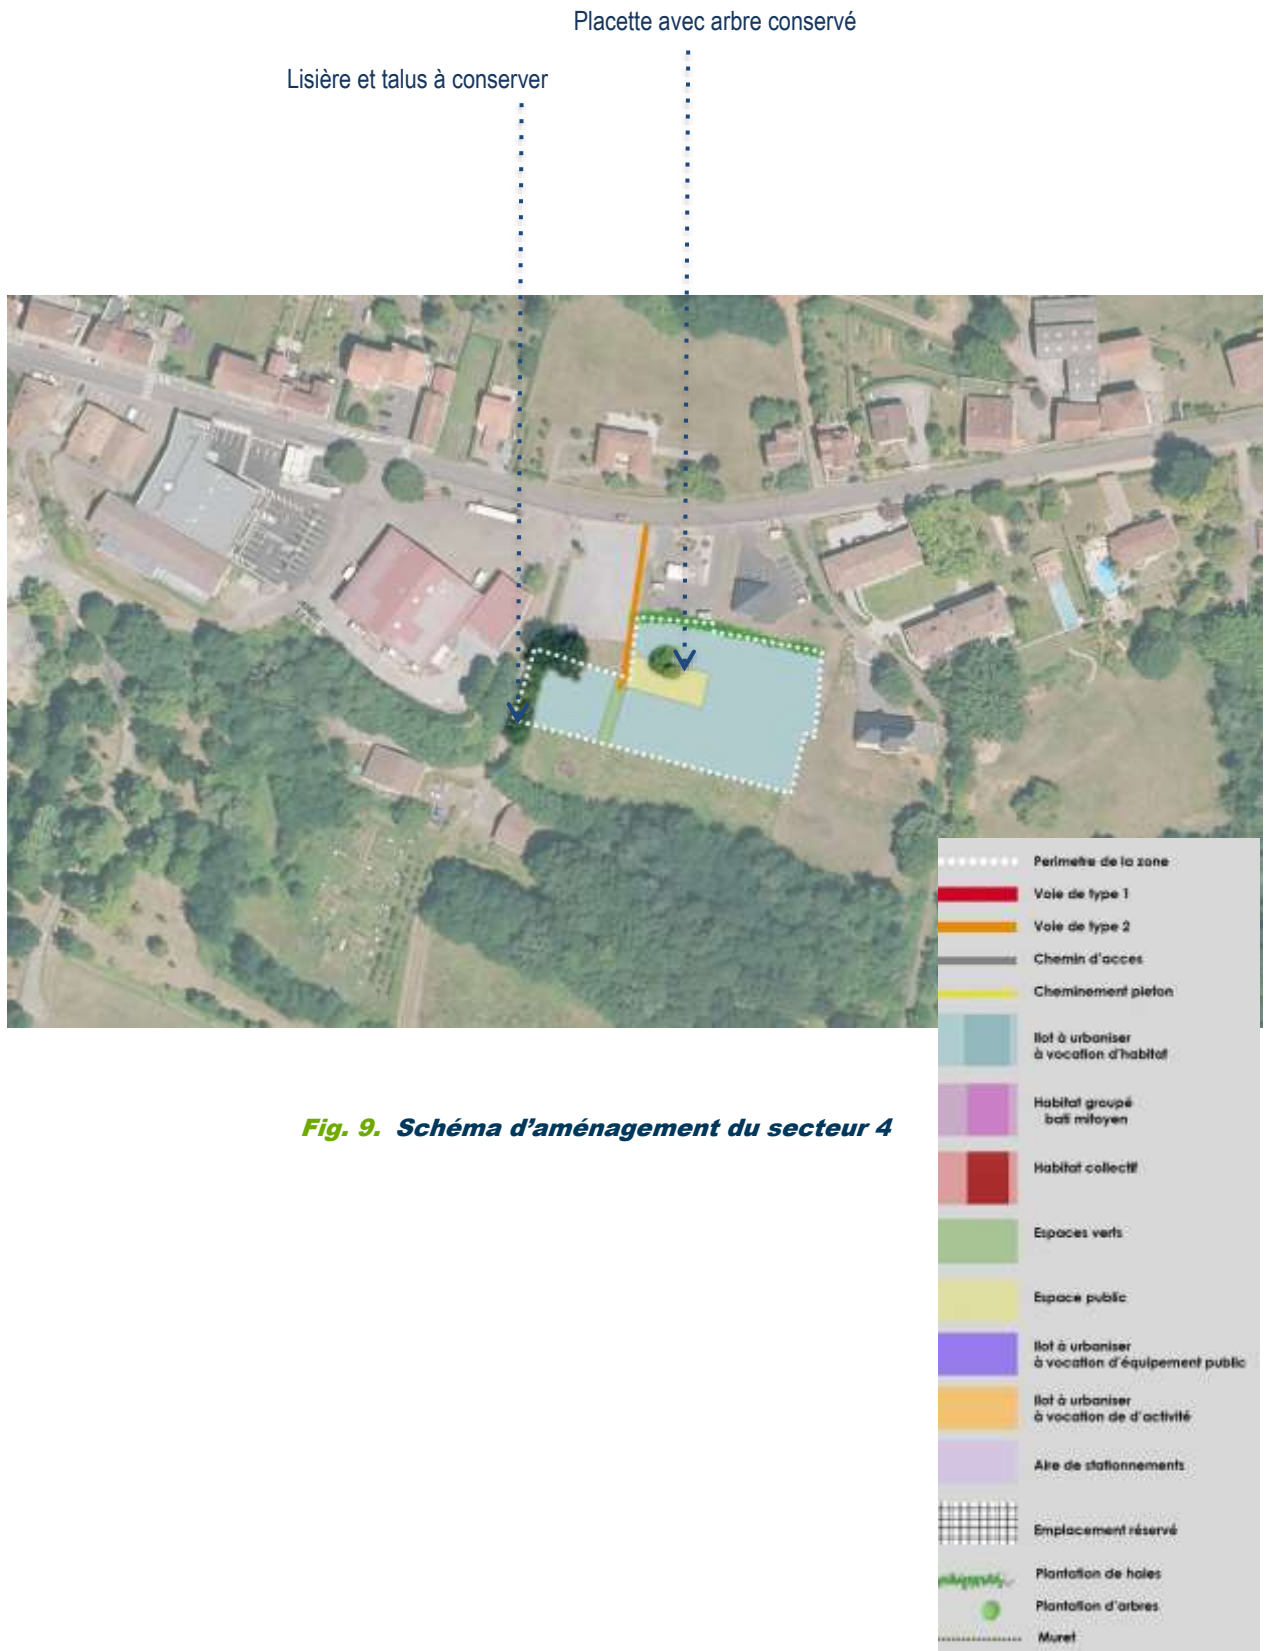 Placette avec arbre conservé
Lisière et talus à conserver
Perimetre de la zone
Voie de type 1
Voie de type 2
Chemin d'acces
Cheminement pieton
Ilot à urbaniser
à vocation d'habitat
Habitat groupé
bati mitoyen
Habitat collectif
Espaces verts
Espace public
Ilot à urbaniser
à vocation d'équipement public
Ilot à urbaniser
à vocation de d'activité
Aire de stationnements
Emplacement réservé
Plantation de haies
Plantation d'arbres
Muret
Fig. 9. Schéma d'aménagement du secteur 4